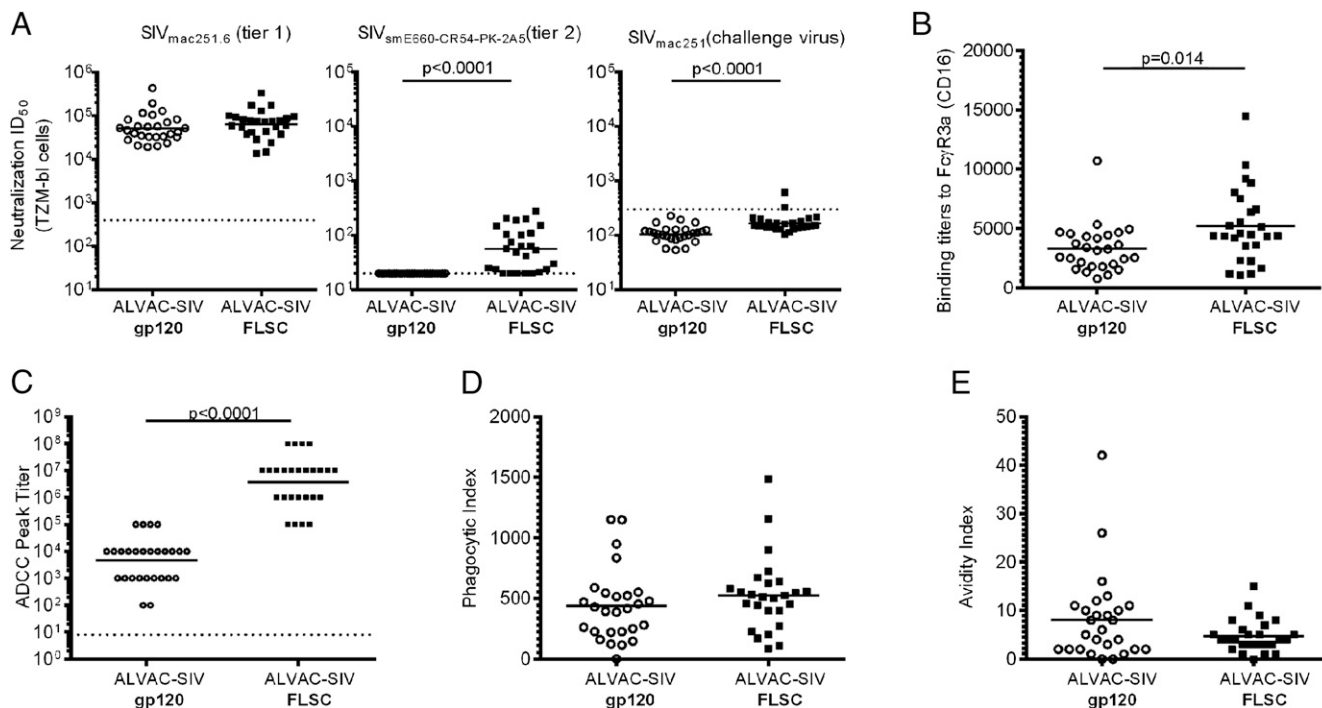 A
SIVmac251.6 (tier 1)
SIVsmE660-CR54-PK-2A5(tier 2)
SIVmac251(challenge virus)
Neutralization ID50
(TZM-bl cells)
10^6
10^5
10^4
10^3
10^2
10^1
ALVAC-SIV
gp120
ALVAC-SIV
FLSC
p<0.0001
10^5
10^4
10^3
10^2
10^1
ALVAC-SIV
gp120
ALVAC-SIV
FLSC
p<0.0001
10^5
10^4
10^3
10^2
10^1
ALVAC-SIV
gp120
ALVAC-SIV
FLSC
B
Binding titers to FcγR3a (CD16)
20000
15000
10000
5000
0
p=0.014
ALVAC-SIV
gp120
ALVAC-SIV
FLSC
C
ADCC Peak Titer
10^9
10^8
10^7
10^6
10^5
10^4
10^3
10^2
10^1
10^0
p<0.0001
ALVAC-SIV
gp120
ALVAC-SIV
FLSC
D
Phagocytic Index
2000
1500
1000
500
0
ALVAC-SIV
gp120
ALVAC-SIV
FLSC
E
Avidity Index
50
40
30
20
10
0
ALVAC-SIV
gp120
ALVAC-SIV
FLSC